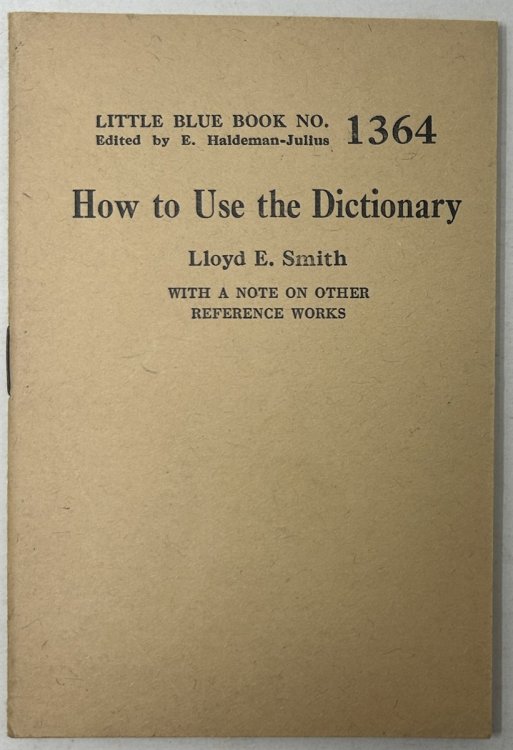 LITTLE BLUE BOOK NO. 1364
Edited by E. Haldeman-Julius
How to Use the Dictionary
Lloyd E. Smith
WITH A NOTE ON OTHER
REFERENCE WORKS